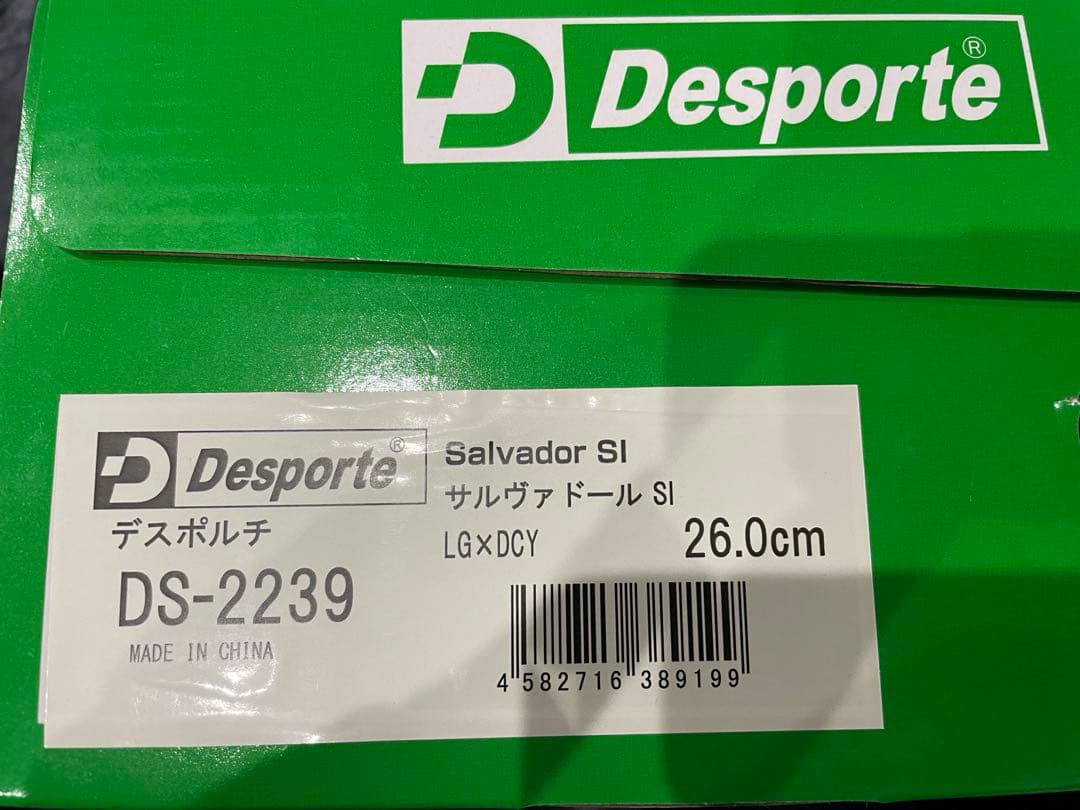 Desporte®
Desporte®
デスポルチ
DS-2239
MADE IN CHINA
Salvador SI
サルヴァドール SI
LG×DCY
26.0cm
4 582716 389199